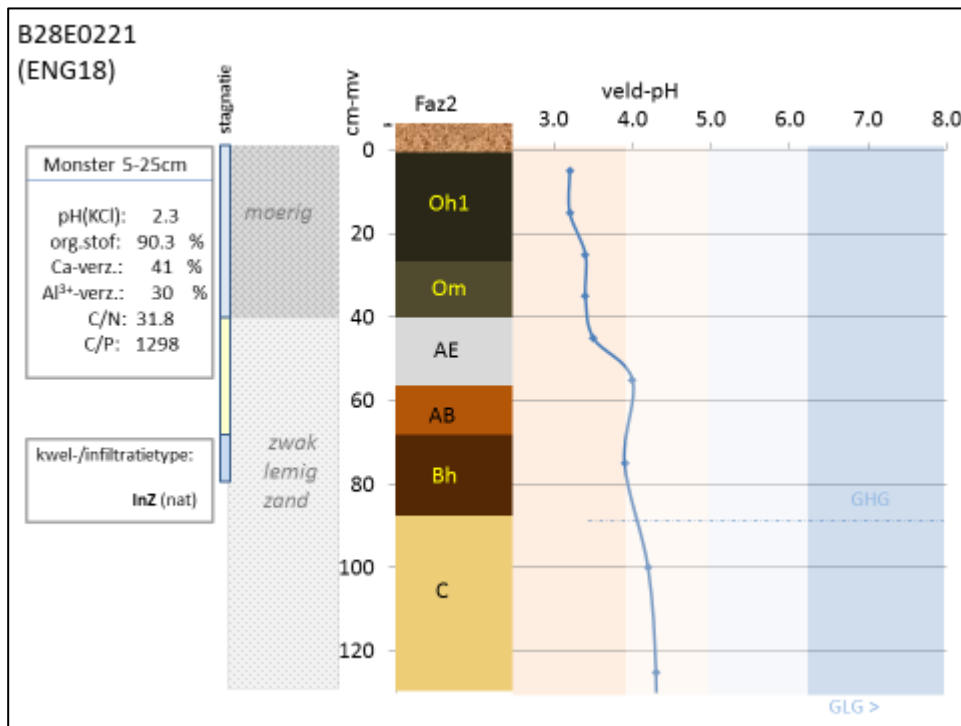 B28E0221
(ENG18)
stagnatie
cm-mv
Faz2
veld-pH
3.0 4.0 5.0 6.0 7.0 8.0
Monster 5-25cm
pH(KCl): 2.3
org.stof: 90.3 %
Ca-verz.: 41 %
Al³⁺-verz.: 30 %
C/N: 31.8
C/P: 1298
kwel-/infiltratietype:
InZ (nat)
moerig
zwak
lemig
zand
0
20
40
60
80
100
120
Oh1
Om
AE
AB
Bh
C
GHG
GLG >